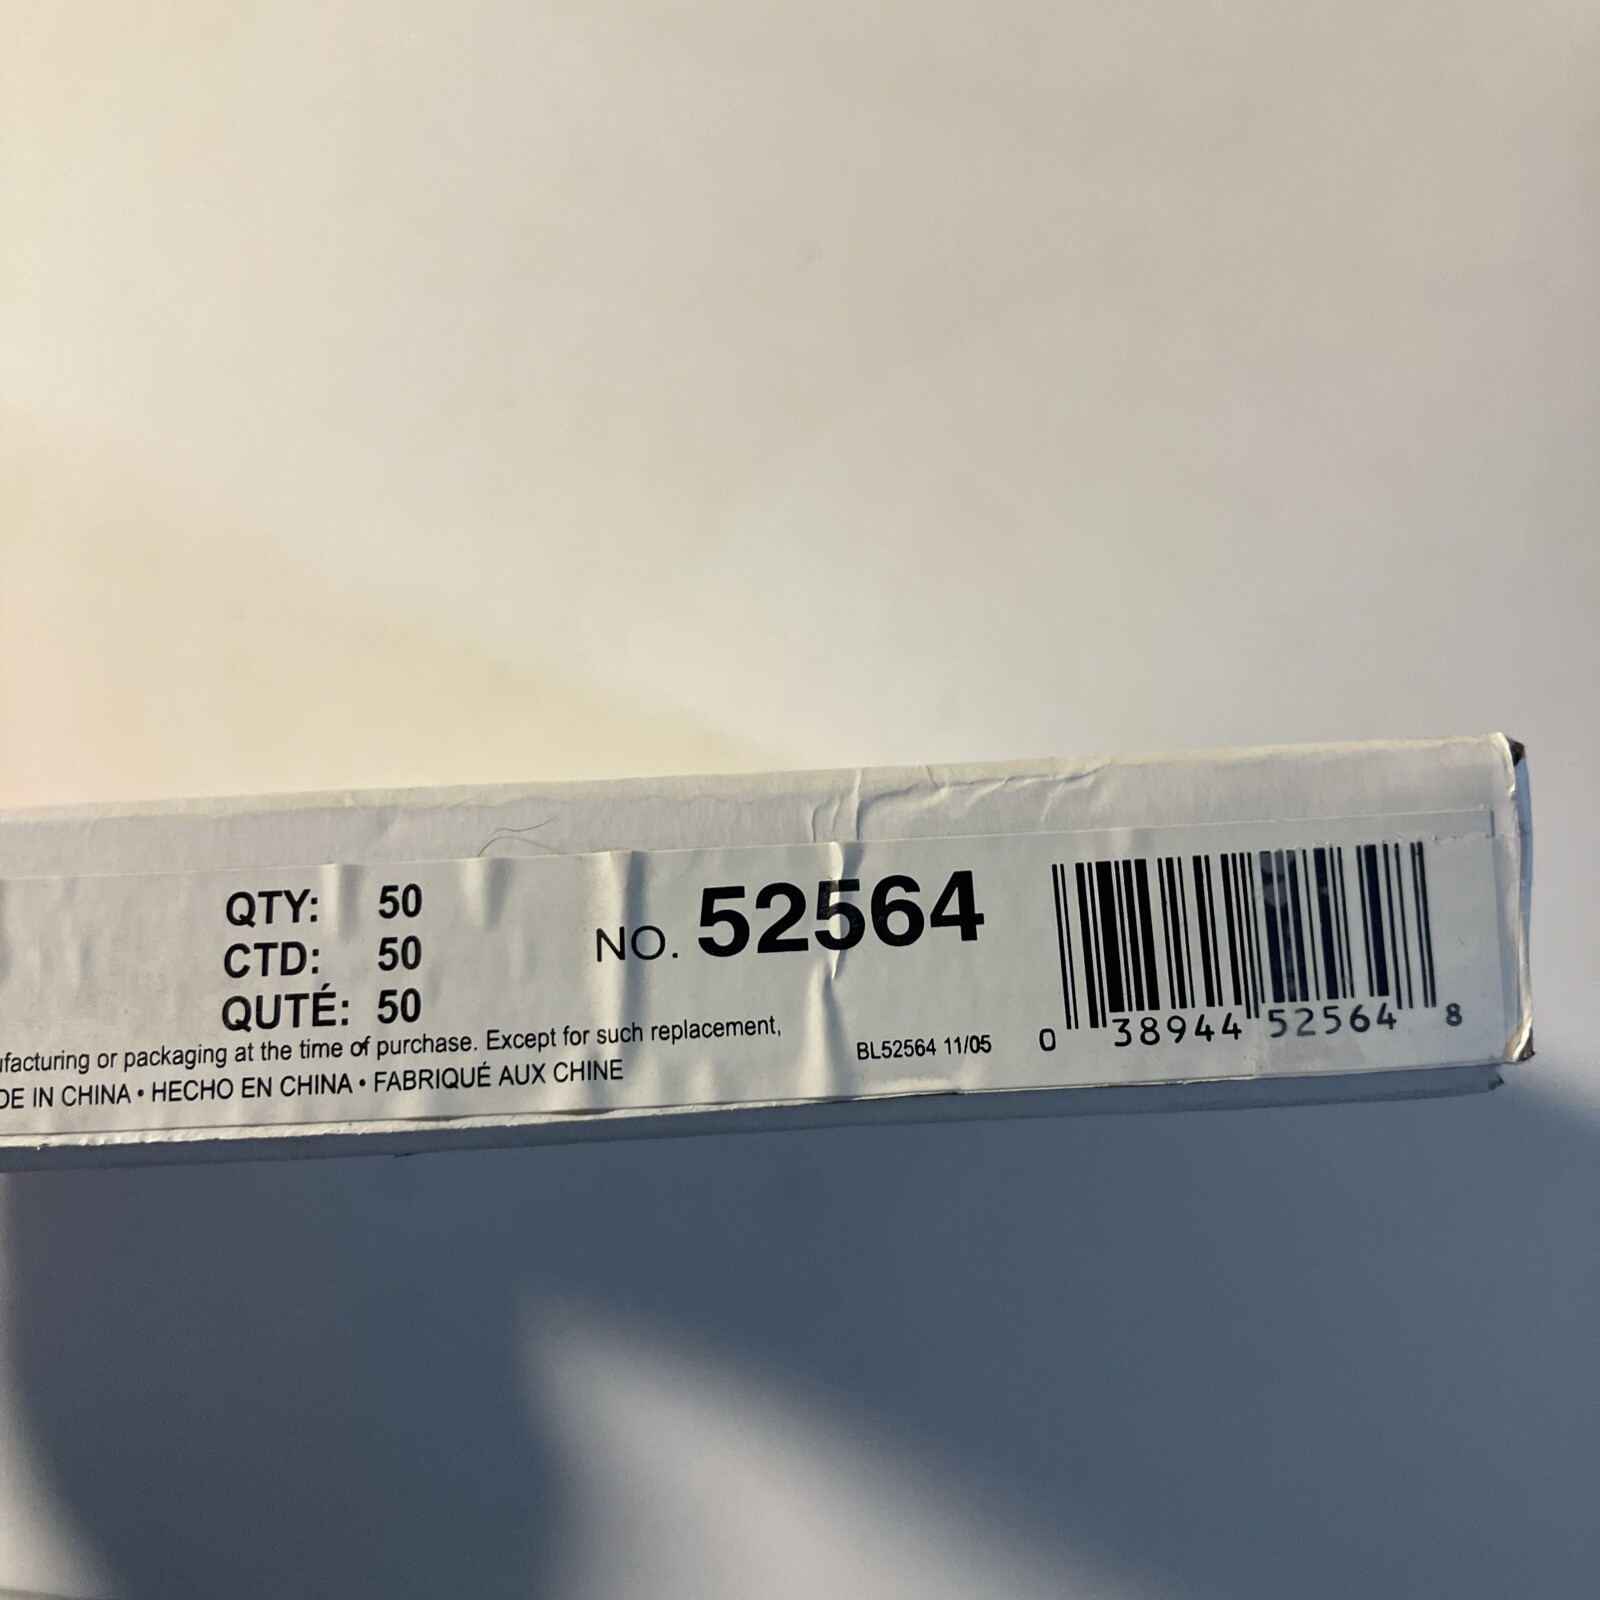 QTY: 50
CTD: 50
QUTÉ: 50
NO. 52564
facturing or packaging at the time of purchase. Except for such replacement,
DE IN CHINA • HECHO EN CHINA • FABRIQUÉ AUX CHINE
BL52564 11/05
0 38944 52564 8